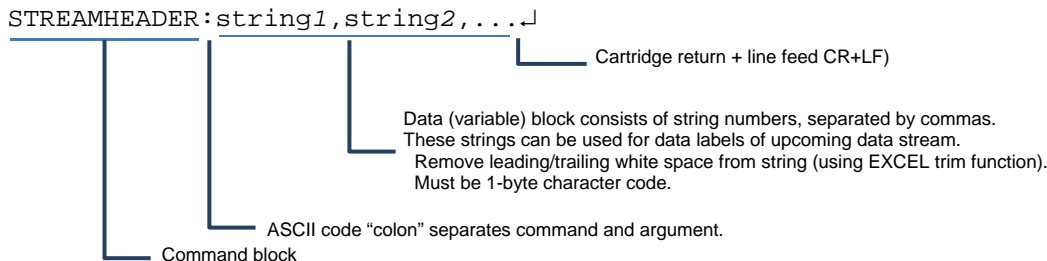 STREAMHEADER:string1,string2,...↵
Cartridge return + line feed CR+LF)
Data (variable) block consists of string numbers, separated by commas.
These strings can be used for data labels of upcoming data stream.
Remove leading/trailing white space from string (using EXCEL trim function).
Must be 1-byte character code.
ASCII code “colon” separates command and argument.
Command block